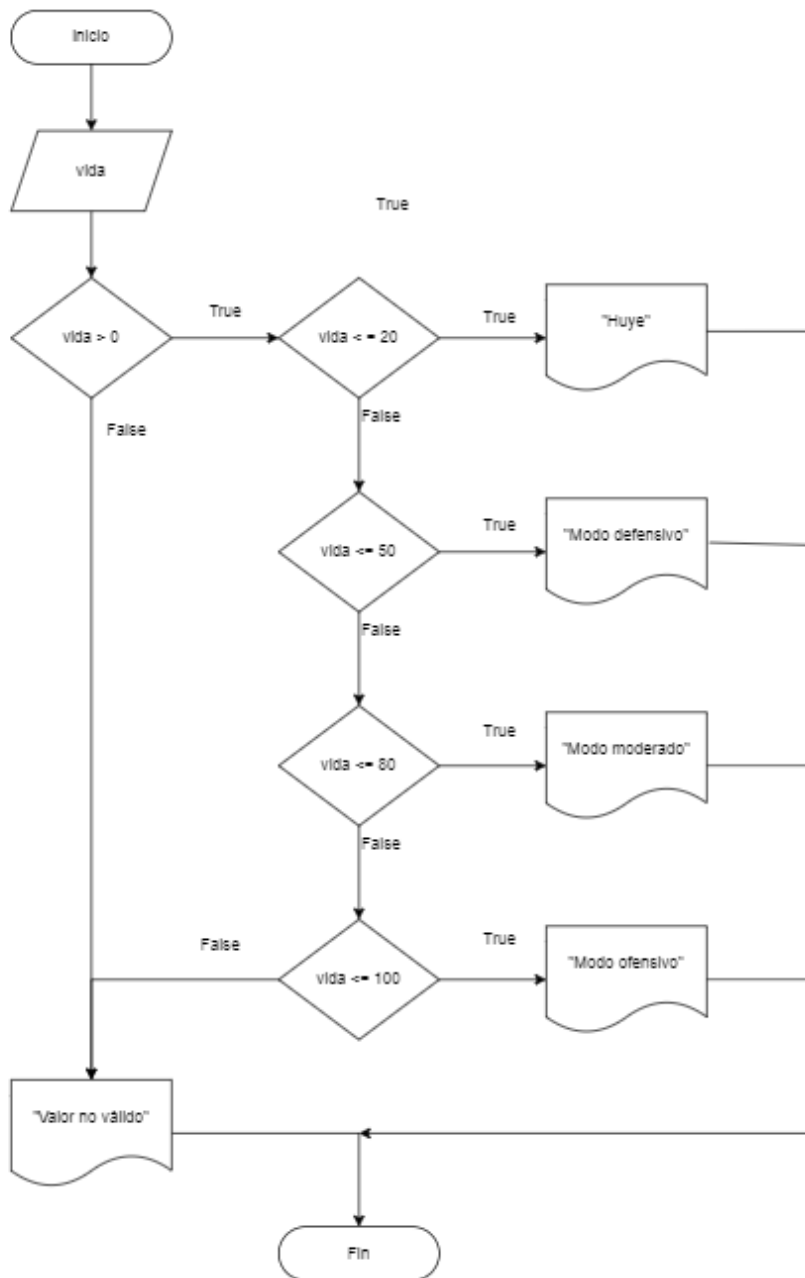 Inicio
vida
True
vida > 0
True
vida < = 20
True
"Huye"
False
False
vida <= 50
True
"Modo defensivo"
False
vida <= 80
True
"Modo moderado"
False
vida <= 100
True
"Modo ofensivo"
False
"Valor no válido"
Fin